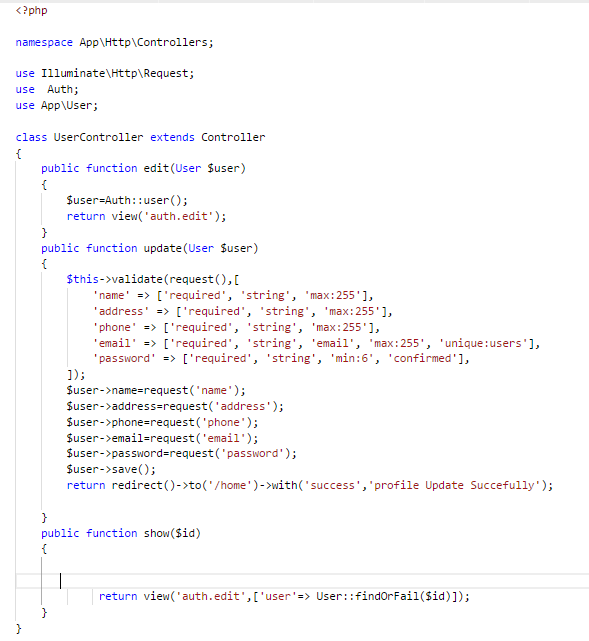 <?php
namespace App\Http\Controllers;
use Illuminate\Http\Request;
use  Auth;
use App\User;
class UserController extends Controller
{
    public function edit(User $user)
    {
        $user=Auth::user();
        return view('auth.edit');
    }
    public function update(User $user)
    {
        $this->validate(request(),[
            'name' => ['required', 'string', 'max:255'],
            'address' => ['required', 'string', 'max:255'],
            'phone' => ['required', 'string', 'max:255'],
            'email' => ['required', 'string', 'email', 'max:255', 'unique:users'],
            'password' => ['required', 'string', 'min:6', 'confirmed'],
        ]);
        $user->name=request('name');
        $user->address=request('address');
        $user->phone=request('phone');
        $user->email=request('email');
        $user->password=request('password');
        $user->save();
        return redirect()->to('/home')->with('success','profile Update Succefully');
    }
    public function show($id)
    {
            return view('auth.edit',['user'=> User::findOrFail($id)]);
    }
}